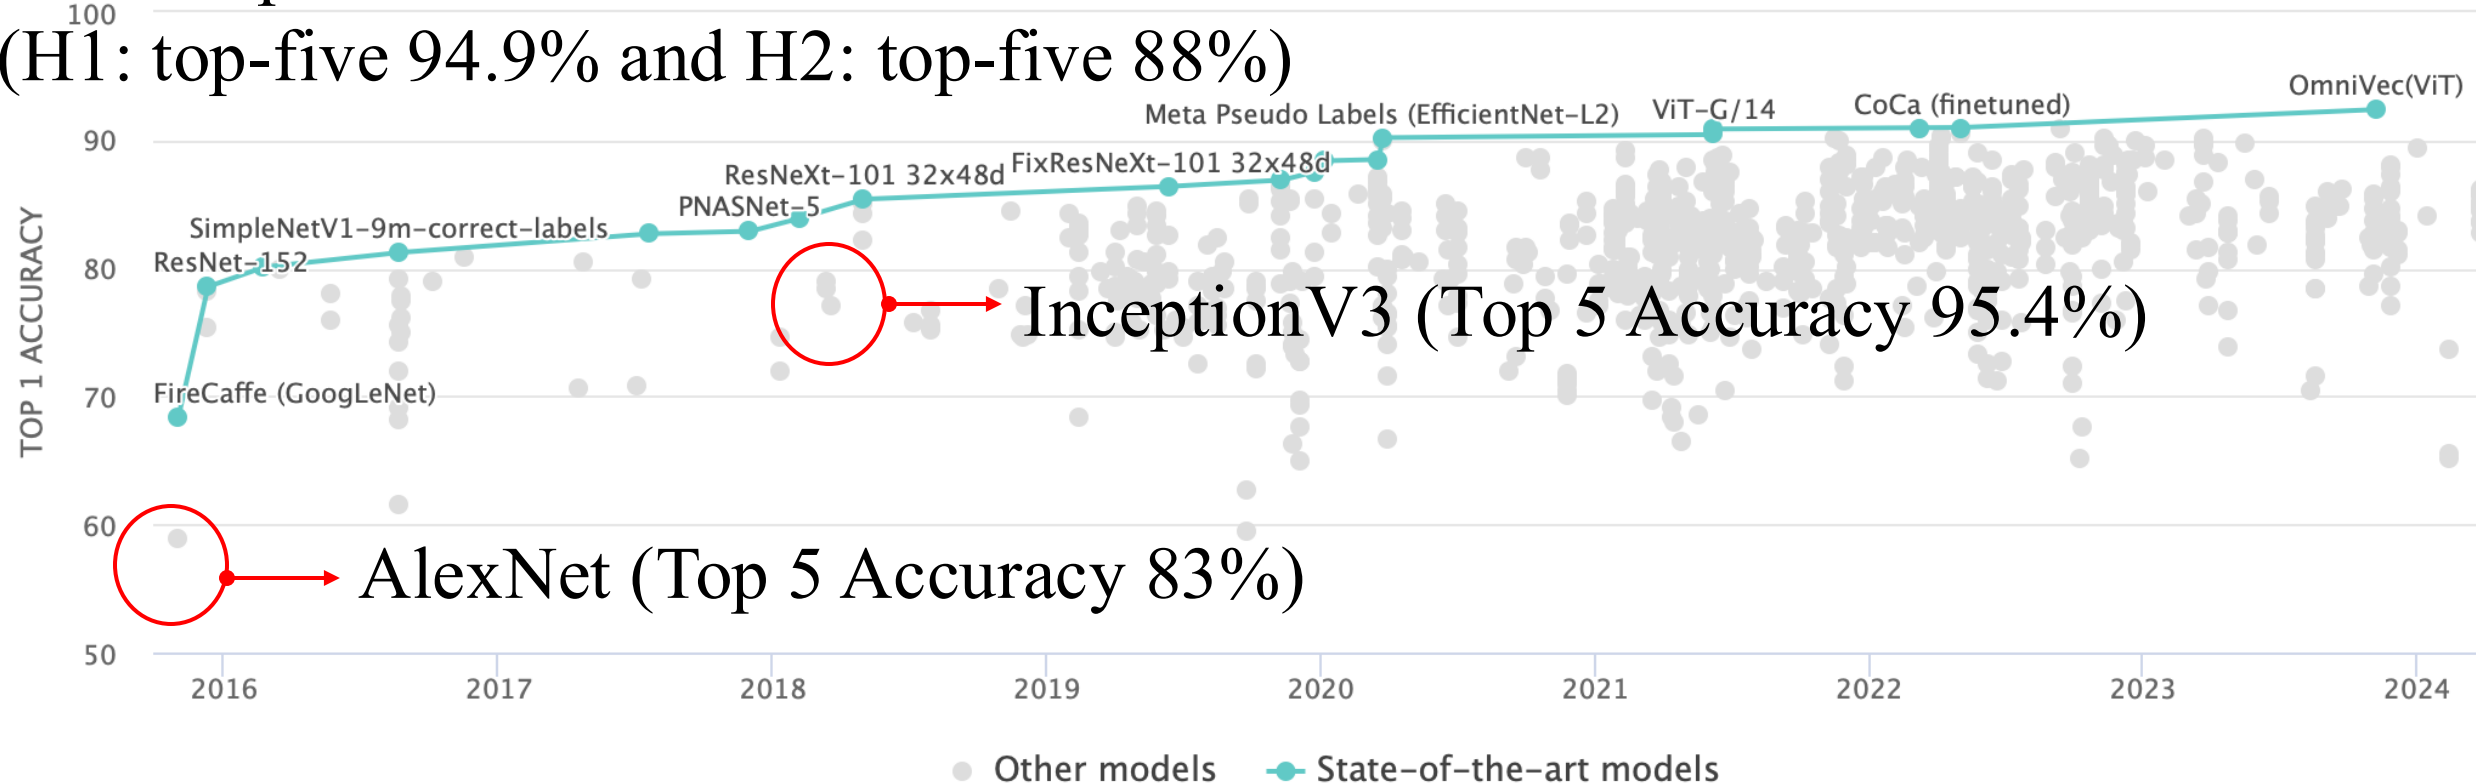 100
(H1: top-five 94.9% and H2: top-five 88%)
OmniVec(ViT)
Meta Pseudo Labels (EfficientNet-L2)
ViT-G/14
CoCa (finetuned)
90
ResNeXt-101 32x48d
FixResNeXt-101 32x48d
PNASNet-5
SimpleNetV1-9m-correct-labels
ResNet-152
80
InceptionV3 (Top 5 Accuracy 95.4%)
TOP 1 ACCURACY
FireCaffe (GoogLeNet)
70
60
AlexNet (Top 5 Accuracy 83%)
50
2016 2017 2018 2019 2020 2021 2022 2023 2024
Other models State-of-the-art models